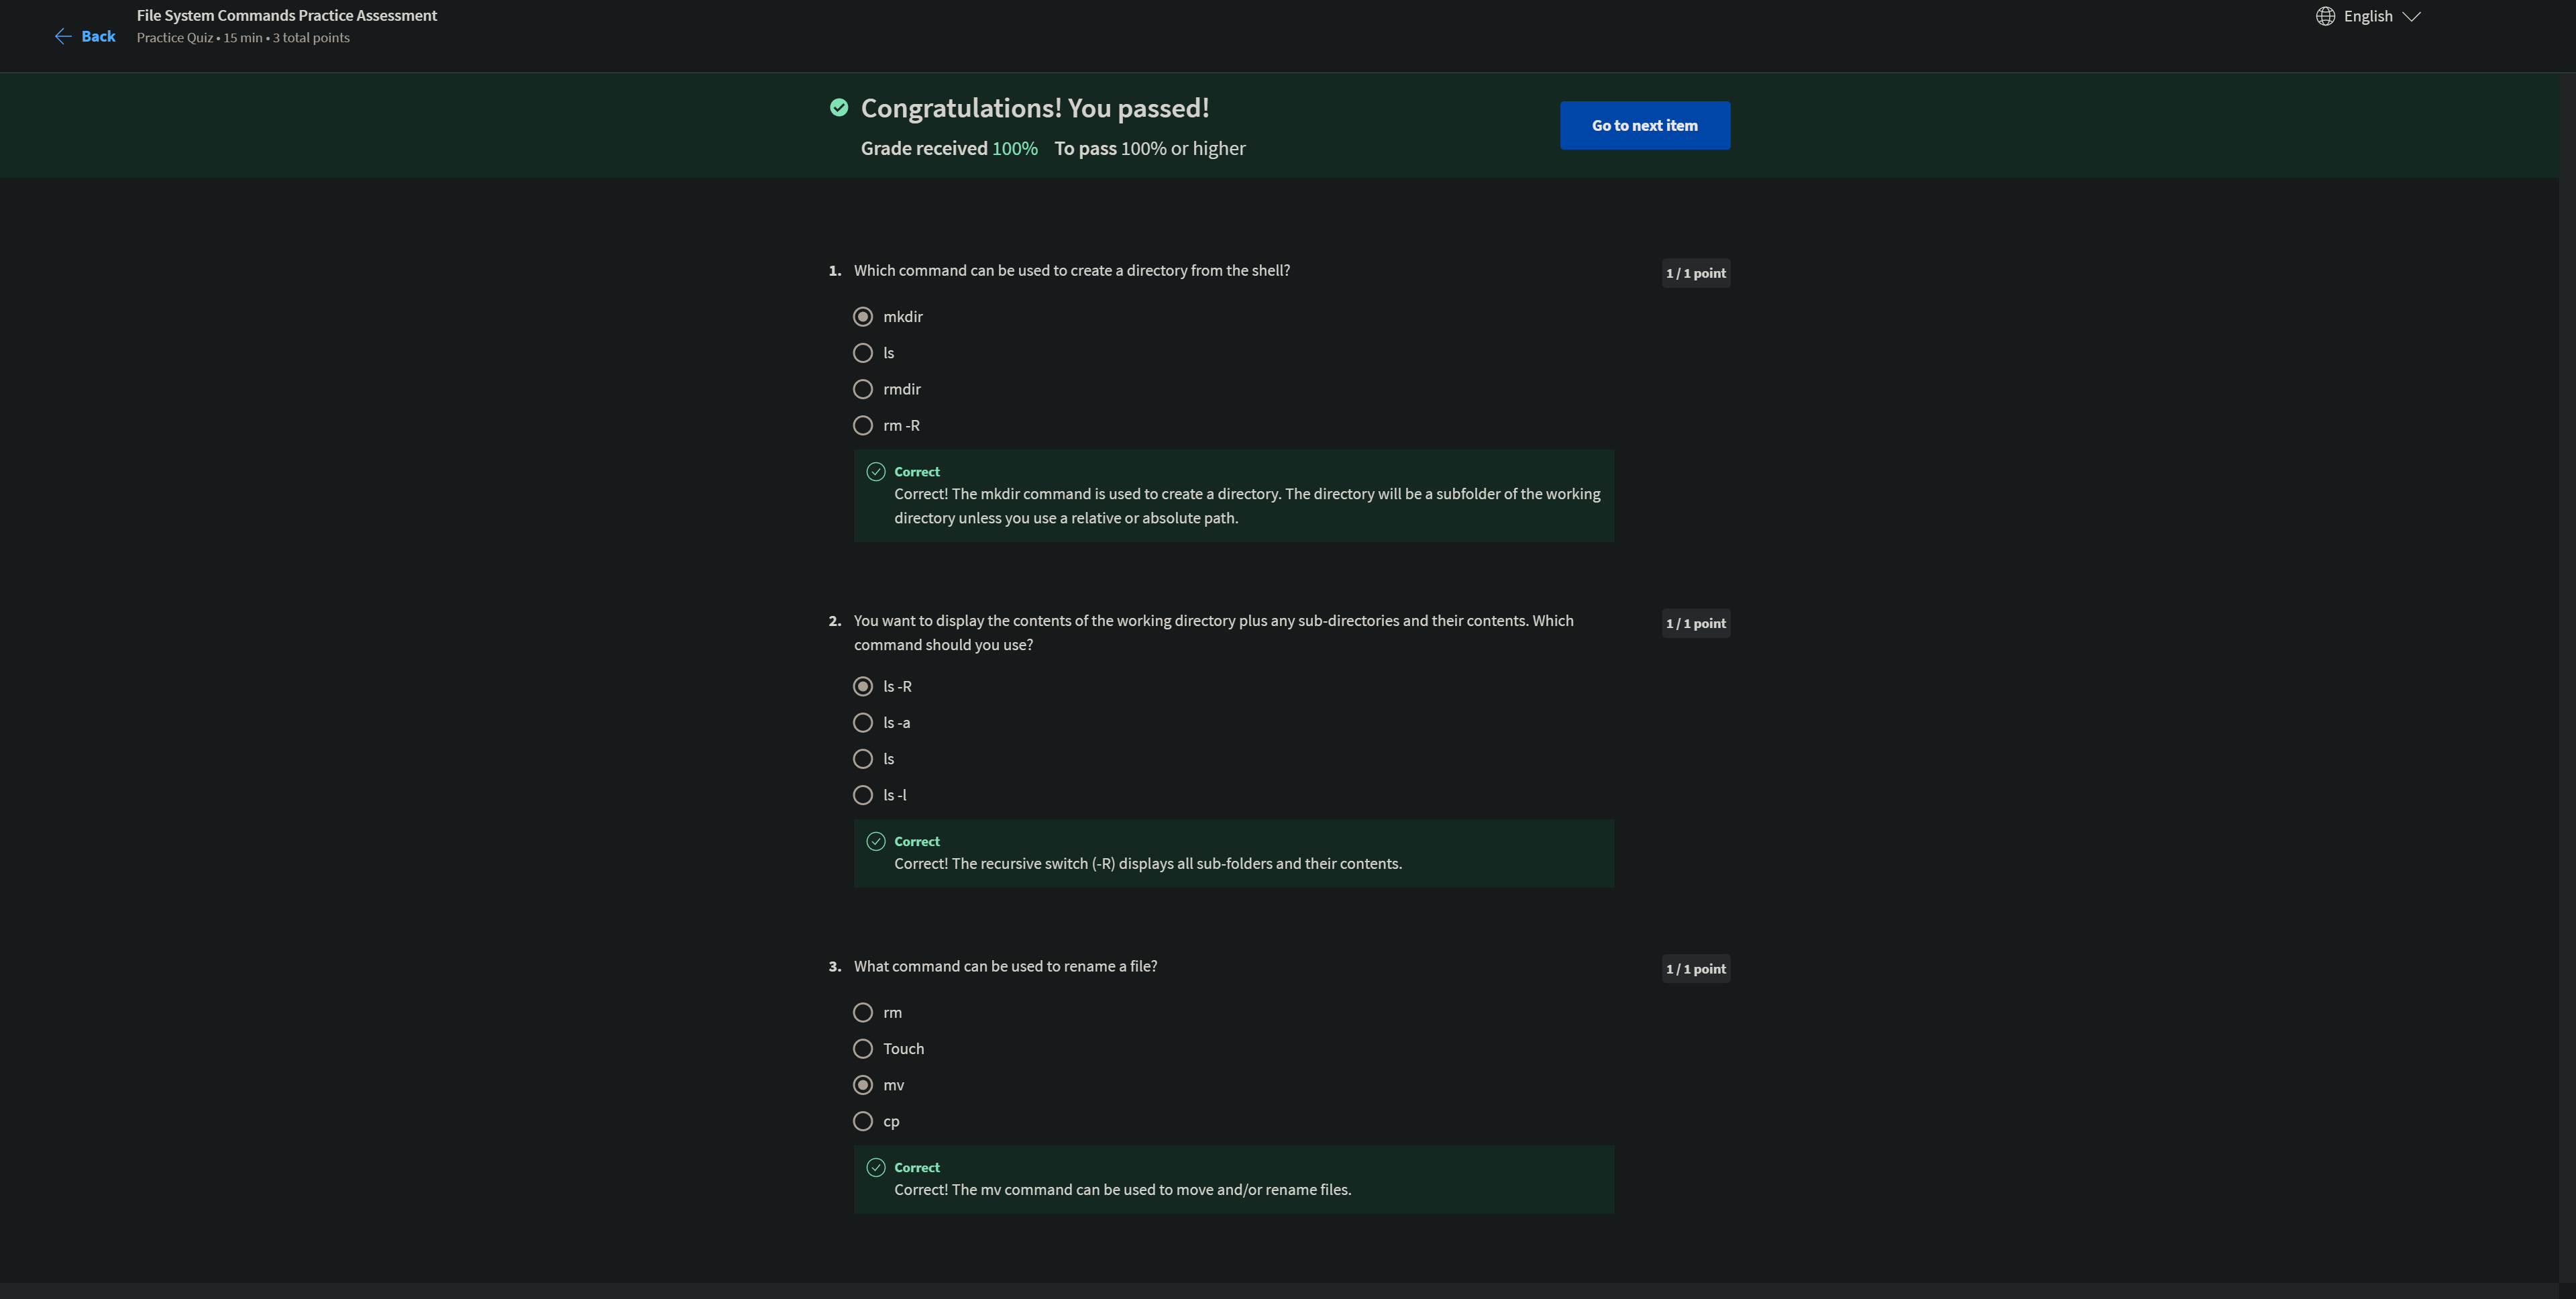 File System Commands Practice Assessment
Back
Practice Quiz • 15 min • 3 total points
English
Congratulations! You passed!
Grade received 100% To pass 100% or higher
Go to next item
1. Which command can be used to create a directory from the shell?
1 / 1 point
mkdir
ls
rmdir
rm -R
Correct
Correct! The mkdir command is used to create a directory. The directory will be a subfolder of the working
directory unless you use a relative or absolute path.
2. You want to display the contents of the working directory plus any sub-directories and their contents. Which
command should you use?
1 / 1 point
ls -R
ls -a
ls
ls -l
Correct
Correct! The recursive switch (-R) displays all sub-folders and their contents.
3. What command can be used to rename a file?
1 / 1 point
rm
Touch
mv
cp
Correct
Correct! The mv command can be used to move and/or rename files.